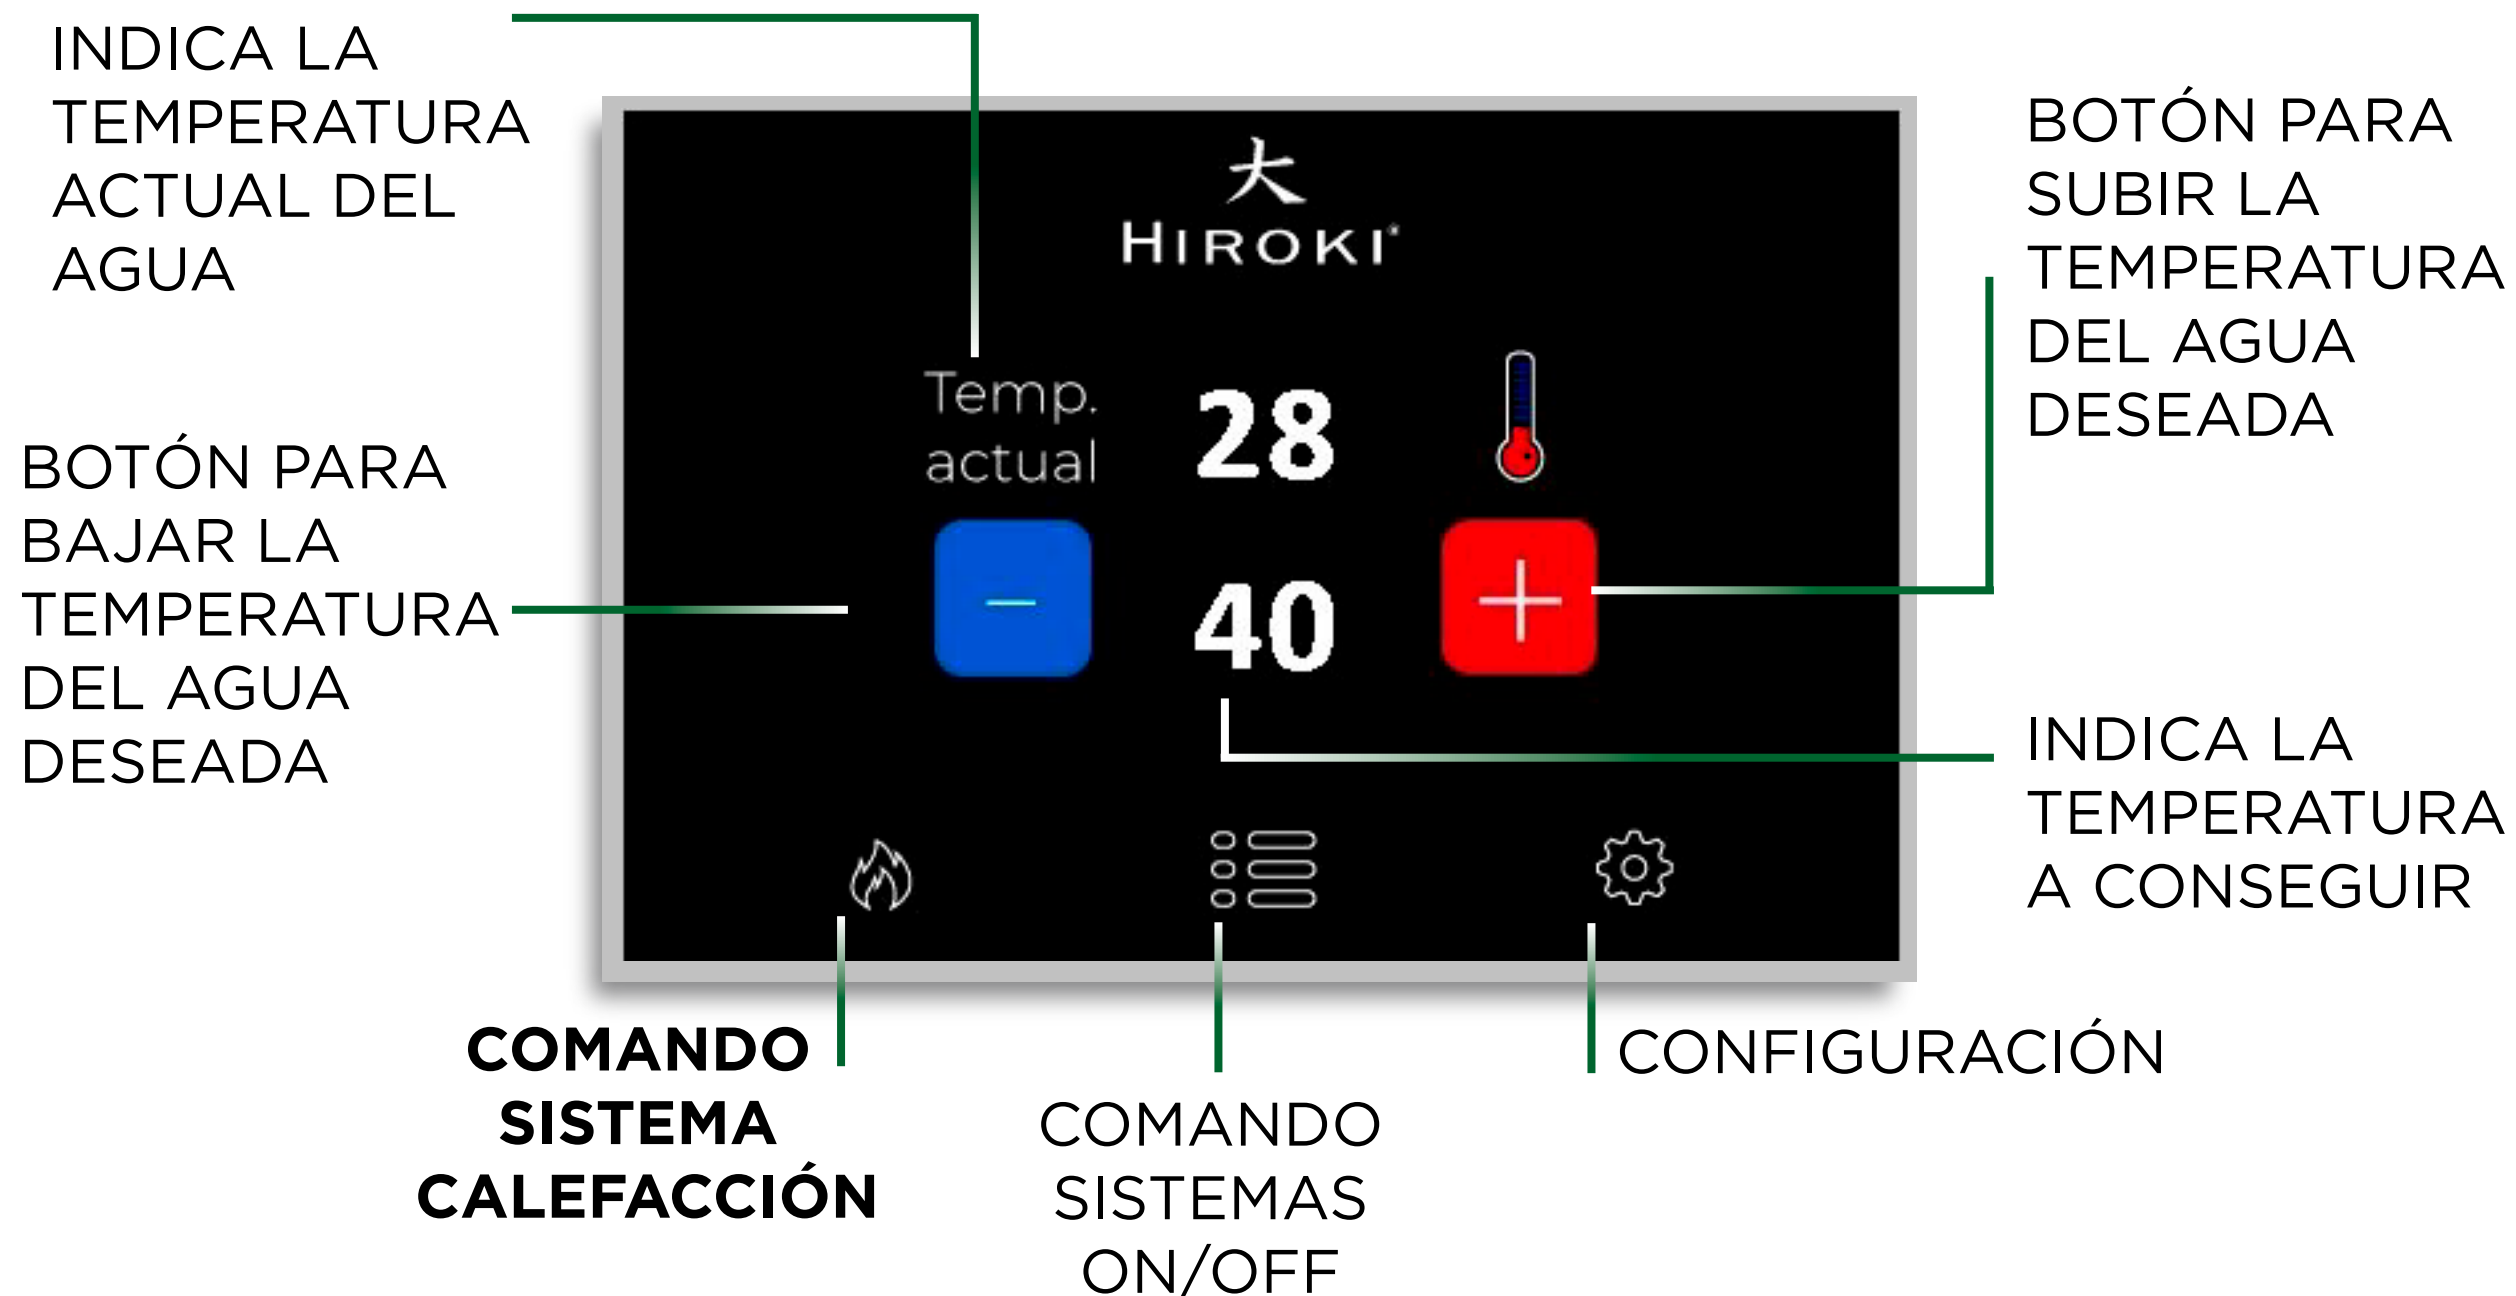 INDICA LA
TEMPERATURA
ACTUAL DEL
AGUA
BOTÓN PARA
BAJAR LA
TEMPERATURA
DEL AGUA
DESEADA
大
HIROKI®
Temp.
actual
28
-
40
+
BOTÓN PARA
SUBIR LA
TEMPERATURA
DEL AGUA
DESEADA
INDICA LA
TEMPERATURA
A CONSEGUIR
COMANDO
SISTEMA
CALEFACCIÓN
COMANDO
SISTEMAS
ON/OFF
CONFIGURACIÓN